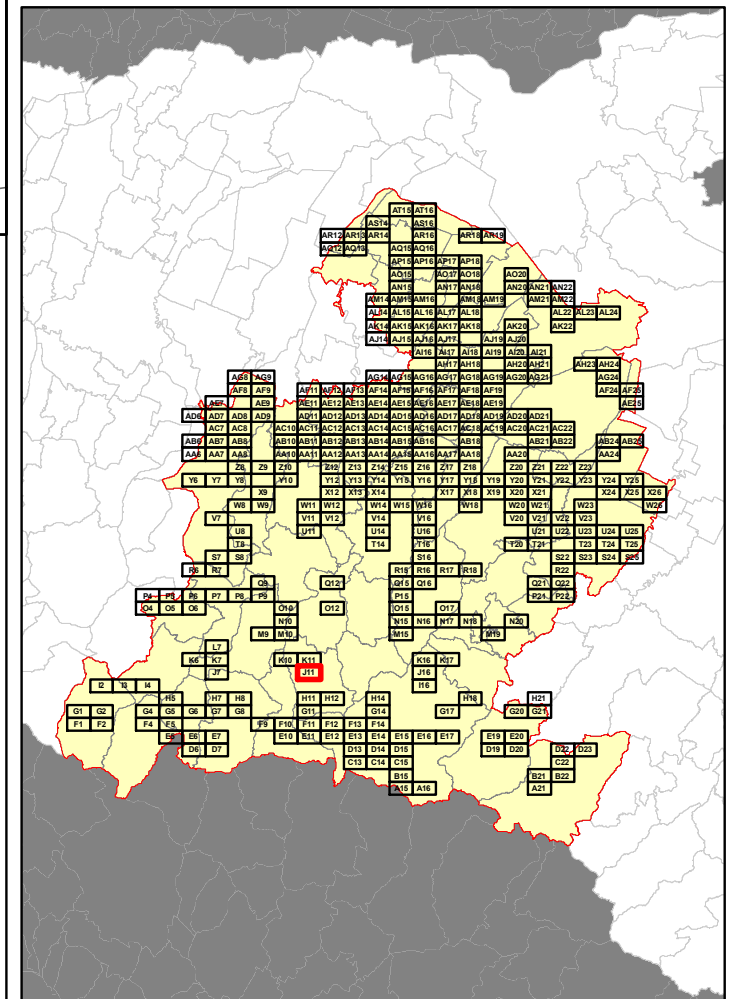 AT15 AT16
AS14 AS16
AR12 AR13 AR14 AR16 AR18 AR19
AQ12 AQ13 AQ15 AQ16
AP15 AP16 AP17 AP18
AO15 AO17 AO18 AO20
AN15 AN17 AN18 AN20 AN21 AN22
AM14 AM15 AM16 AM18 AM19 AM21 AM22
AL14 AL15 AL16 AL17 AL18 AL22 AL23 AL24
AK14 AK15 AK16 AK17 AK18 AK20 AK22
AJ14 AJ15 AJ16 AJ17 AJ19 AJ20
AI16 AI17 AI18 AI19 AI20 AI21
AH17 AH18 AH20 AH21 AH23 AH24
AG8 AG9 AG14 AG15 AG16 AG17 AG18 AG19 AG20 AG21 AG24
AF8 AF9 AF11 AF12 AF13 AF14 AF15 AF16 AF17 AF18 AF19 AF24 AF25
AE7 AE9 AE11 AE12 AE13 AE14 AE15 AE16 AE17 AE18 AE19 AE25
AD6 AD7 AD8 AD9 AD11 AD12 AD13 AD14 AD15 AD16 AD17 AD18 AD19 AD20 AD21
AC7 AC8 AC10 AC11 AC12 AC13 AC14 AC15 AC16 AC17 AC18 AC19 AC20 AC21 AC22
AB6 AB7 AB8 AB10 AB11 AB12 AB13 AB14 AB15 AB16 AB18 AB21 AB22 AB24 AB25
AA6 AA7 AA8 AA10 AA11 AA12 AA13 AA14 AA15 AA16 AA17 AA18 AA20 AA24
Z8 Z9 Z10 Z12 Z13 Z14 Z15 Z16 Z17 Z18 Z20 Z21 Z22 Z23
Y6 Y7 Y8 Y10 Y12 Y13 Y14 Y15 Y16 Y17 Y18 Y19 Y20 Y21 Y22 Y23 Y24 Y25
X9 X12 X13 X14 X17 X18 X19 X20 X21 X24 X25 X26
W8 W9 W11 W12 W14 W15 W16 W18 W20 W21 W23 W26
V7 V11 V12 V14 V16 V20 V21 V22 V23
U8 U11 U14 U16 U21 U22 U23 U24 U25
T8 T14 T16 T20 T21 T23 T24 T25
S7 S8 S16 S22 S23 S24 S25
R6 R7 R15 R16 R17 R18 R22
Q9 Q12 Q15 Q16 Q21 Q22
P4 P5 P6 P7 P8 P9 P15 P21 P22
O4 O5 O6 O10 O12 O15 O17
N10 N15 N16 N17 N18 N20
M9 M10 M15 M19
L7
K6 K7 K10 K11 K16 K17
J7 J11 J16
I2 I3 I4 I16
H5 H7 H8 H11 H12 H14 H18 H21
G1 G2 G4 G5 G6 G7 G8 G11 G14 G17 G20 G21
F1 F2 F4 F5 F9 F10 F11 F12 F13 F14
E5 E6 E7 E10 E11 E12 E13 E14 E15 E16 E17 E19 E20
D6 D7 D13 D14 D15 D19 D20 D22 D23
C13 C14 C15 C22
B15 B21 B22
A15 A16 A21